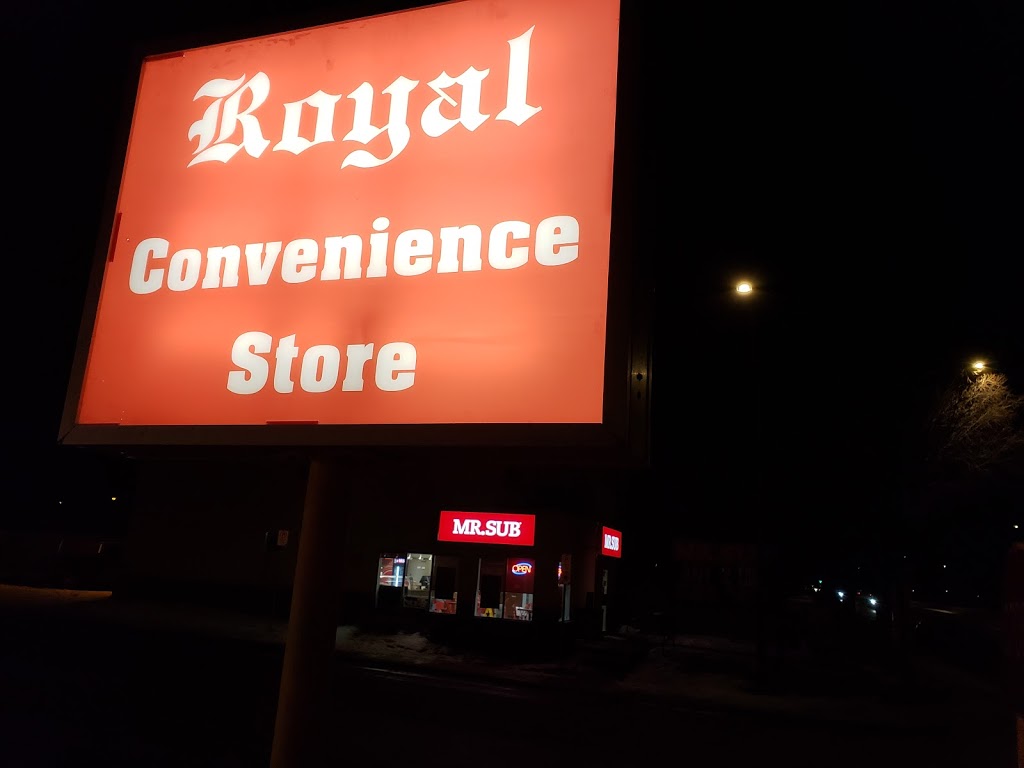 Royal
Convenience
Store
MR.SUB
MR.SUB
OPEN